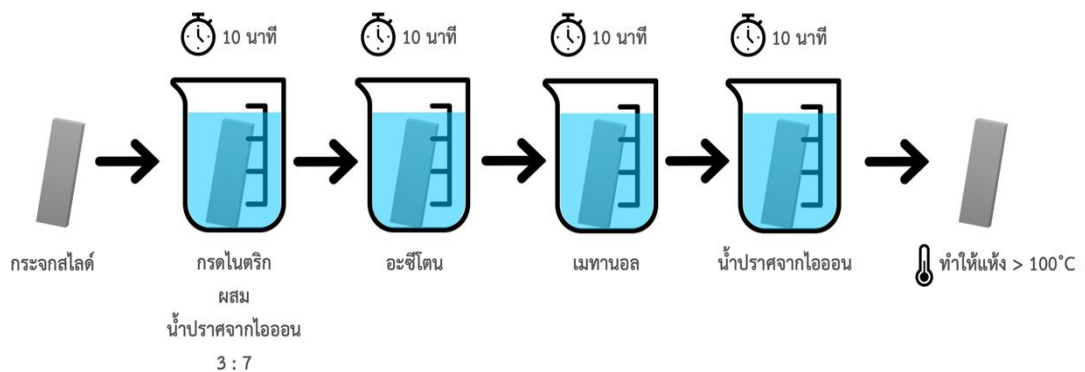 10 นาที
10 นาที
10 นาที
10 นาที
กระจกสไลด์
กรดไนตริก
ผสม
น้ำปราศจากไอออน
3 : 7
อะซีโตน
เมทานอล
น้ำปราศจากไอออน
ทำให้แห้ง > 100˚C